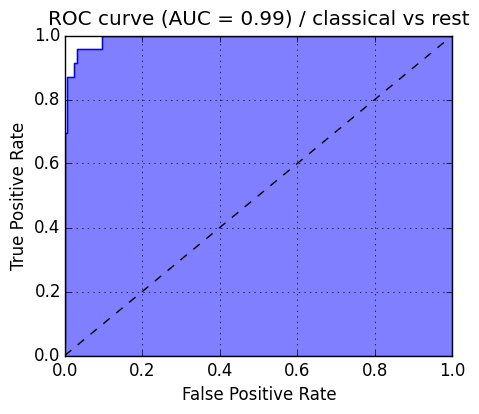 ROC curve (AUC = 0.99) / classical vs rest
1.0
0.8
0.6
0.4
0.2
0.0
True Positive Rate
0.0 0.2 0.4 0.6 0.8 1.0
False Positive Rate